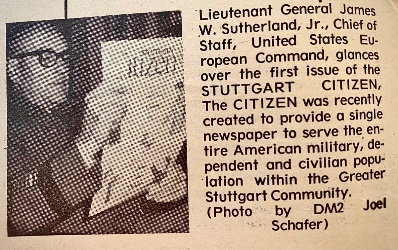 itizen
Lieutenant General James
W. Sutherland, Jr., Chief of
Staff, United States Eu-
ropean Command, glances
over the first issue of the
STUTTGART CITIZEN,
The CITIZEN was recently
created to provide a single
newspaper to serve the en-
tire American military, de-
pendent and civilian popu-
lation within the Greater
Stuttgart Community.
(Photo by DM2 Joel
Schafer)